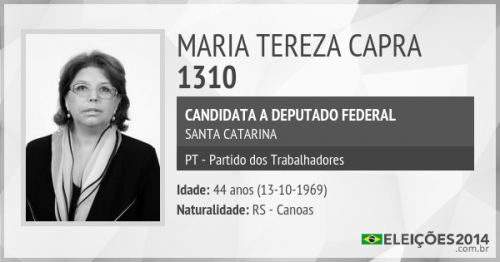 MARIA TEREZA CAPRA
1310
CANDIDATA A DEPUTADO FEDERAL
SANTA CATARINA
PT - Partido dos Trabalhadores
Idade: 44 anos (13-10-1969)
Naturalidade: RS - Canoas
ELEIÇÕES2014
.com.br